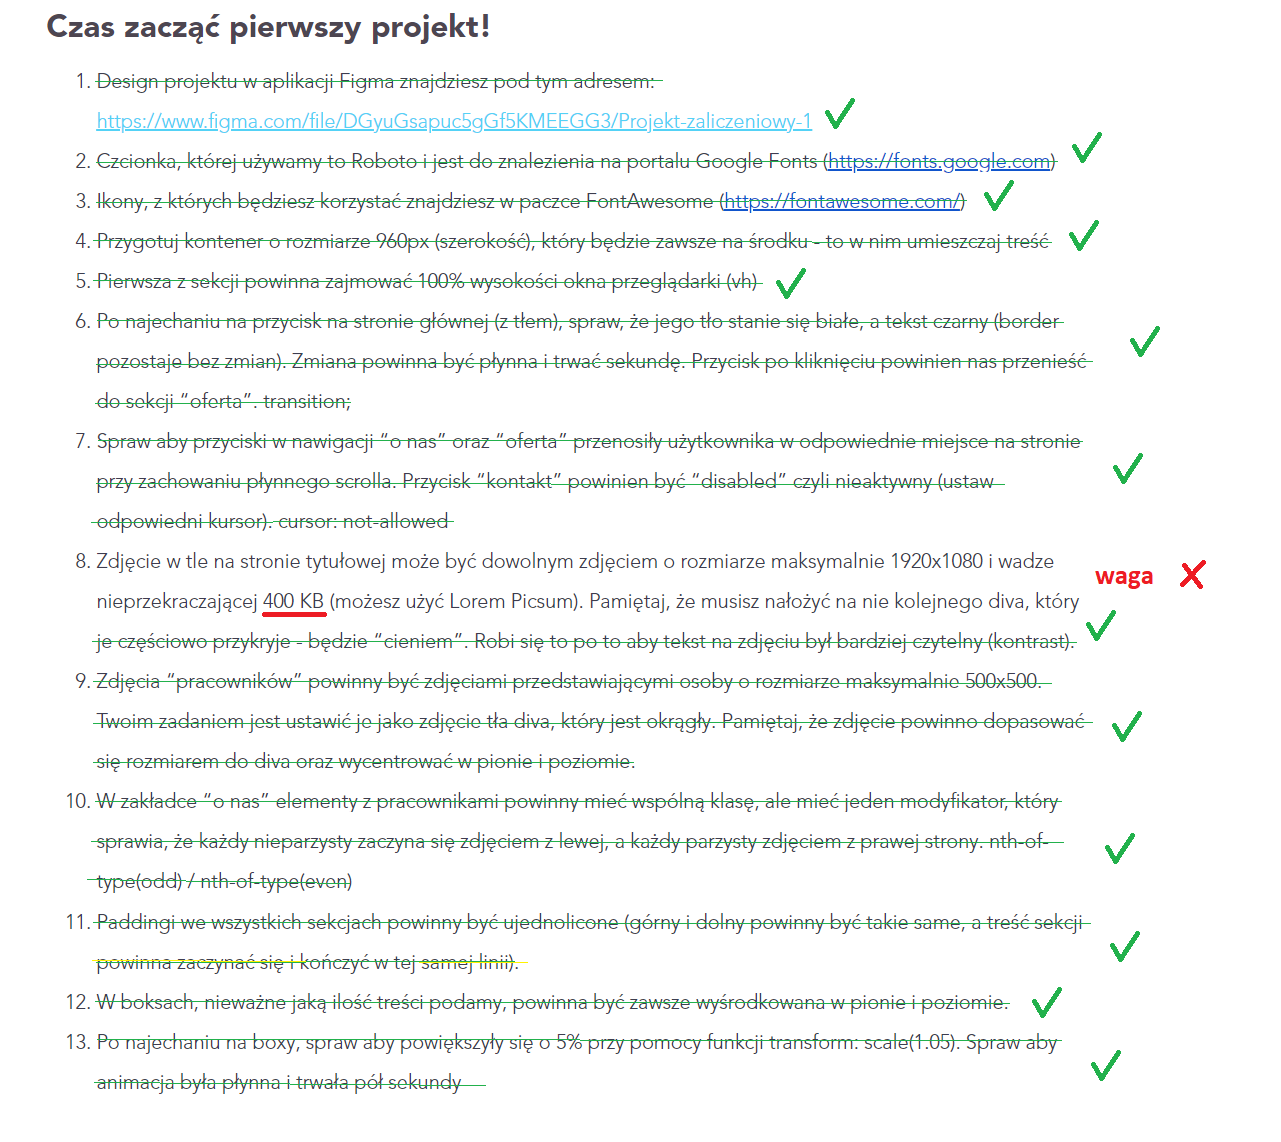 Czas zacząć pierwszy projekt!
1. Design projektu w aplikacji Figma znajdziesz pod tym adresem:
https://www.figma.com/file/DGyuGsapuc5gGf5KMEEGG3/Projekt-zaliczeniowy-1
2. Czcionka, której używamy to Roboto i jest do znalezienia na portalu Google Fonts (https://fonts.google.com)
3. Ikony, z których będziesz korzystać znajdziesz w paczce FontAwesome (https://fontawesome.com/)
4. Przygotuj kontener o rozmiarze 960px (szerokość), który będzie zawsze na środku - to w nim umieszczaj treść
5. Pierwsza z sekcji powinna zajmować 100% wysokości okna przeglądarki (vh)
6. Po najechaniu na przycisk na stronie głównej (z tłem), spraw, że jego tło stanie się białe, a tekst czarny (border
pozostaje bez zmian). Zmiana powinna być płynna i trwać sekundę. Przycisk po kliknięciu powinien nas przenieść
do sekcji “oferta”. transition;
7. Spraw aby przyciski w nawigacji “o nas” oraz “oferta” przenosiły użytkownika w odpowiednie miejsce na stronie
przy zachowaniu płynnego scrolla. Przycisk “kontakt” powinien być “disabled” czyli nieaktywny (ustaw
odpowiedni kursor). cursor: not-allowed
8. Zdjęcie w tle na stronie tytułowej może być dowolnym zdjęciem o rozmiarze maksymalnie 1920x1080 i wadze
waga
nieprzekraczającej 400 KB (możesz użyć Lorem Picsum). Pamiętaj, że musisz nałożyć na nie kolejnego diva, który
je częściowo przykryje - będzie “cieniem”. Robi się to po to aby tekst na zdjęciu był bardziej czytelny (kontrast).
9. Zdjęcia “pracowników” powinny być zdjęciami przedstawiającymi osoby o rozmiarze maksymalnie 500x500.
Twoim zadaniem jest ustawić je jako zdjęcie tła diva, który jest okrągły. Pamiętaj, że zdjęcie powinno dopasować
się rozmiarem do diva oraz wycentrować w pionie i poziomie.
10. W zakładce “o nas” elementy z pracownikami powinny mieć wspólną klasę, ale mieć jeden modyfikator, który
sprawia, że każdy nieparzysty zaczyna się zdjęciem z lewej, a każdy parzysty zdjęciem z prawej strony. nth-of-
type(odd) / nth-of-type(even)
11. Paddingi we wszystkich sekcjach powinny być ujednolicone (górny i dolny powinny być takie same, a treść sekcji
powinna zaczynać się i kończyć w tej samej linii).
12. W boksach, nieważne jaką ilość treści podamy, powinna być zawsze wyśrodkowana w pionie i poziomie.
13. Po najechaniu na boxy, spraw aby powiększyły się o 5% przy pomocy funkcji transform: scale(1.05). Spraw aby
animacja była płynna i trwała pół sekundy